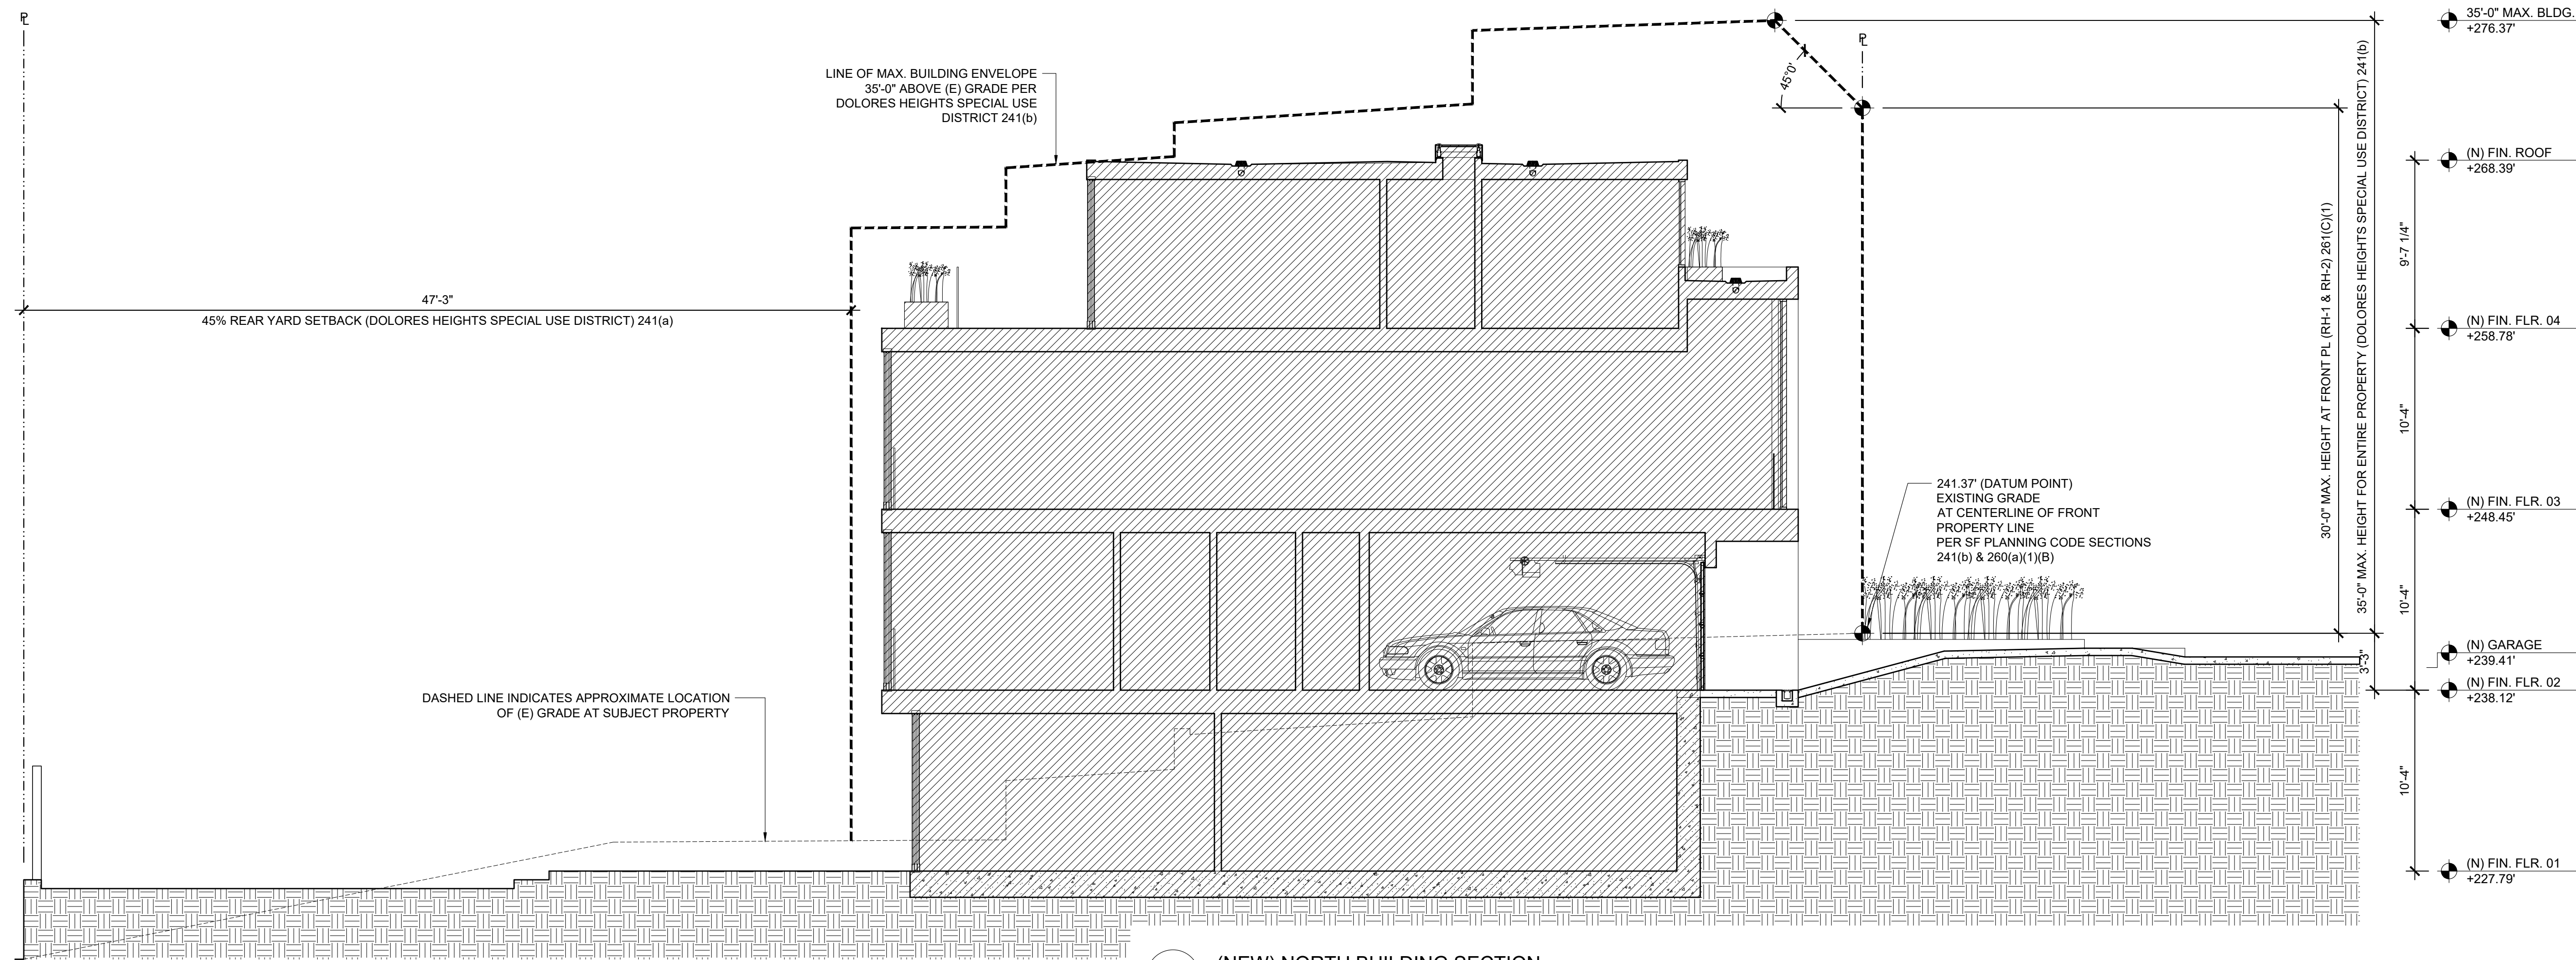 PL
LINE OF MAX. BUILDING ENVELOPE
35'-0" ABOVE (E) GRADE PER
DOLORES HEIGHTS SPECIAL USE
DISTRICT 241(b)
45°0'
PL
35'-0" MAX. BLDG.
+276.37'
(N) FIN. ROOF
+268.39'
9'-7 1/4"
30'-0" MAX. HEIGHT AT FRONT PL (RH-1 & RH-2) 261(C)(1)
35'-0" MAX. HEIGHT FOR ENTIRE PROPERTY (DOLORES HEIGHTS SPECIAL USE DISTRICT) 241(b)
47'-3"
45% REAR YARD SETBACK (DOLORES HEIGHTS SPECIAL USE DISTRICT) 241(a)
(N) FIN. FLR. 04
+258.78'
10'-4"
241.37' (DATUM POINT)
EXISTING GRADE
AT CENTERLINE OF FRONT
PROPERTY LINE
PER SF PLANNING CODE SECTIONS
241(b) & 260(a)(1)(B)
(N) FIN. FLR. 03
+248.45'
10'-4"
(N) GARAGE
+239.41'
3'-3"
(N) FIN. FLR. 02
+238.12'
DASHED LINE INDICATES APPROXIMATE LOCATION
OF (E) GRADE AT SUBJECT PROPERTY
10'-4"
(N) FIN. FLR. 01
+227.79'
(NEW) NORTH BUILDING SECTION